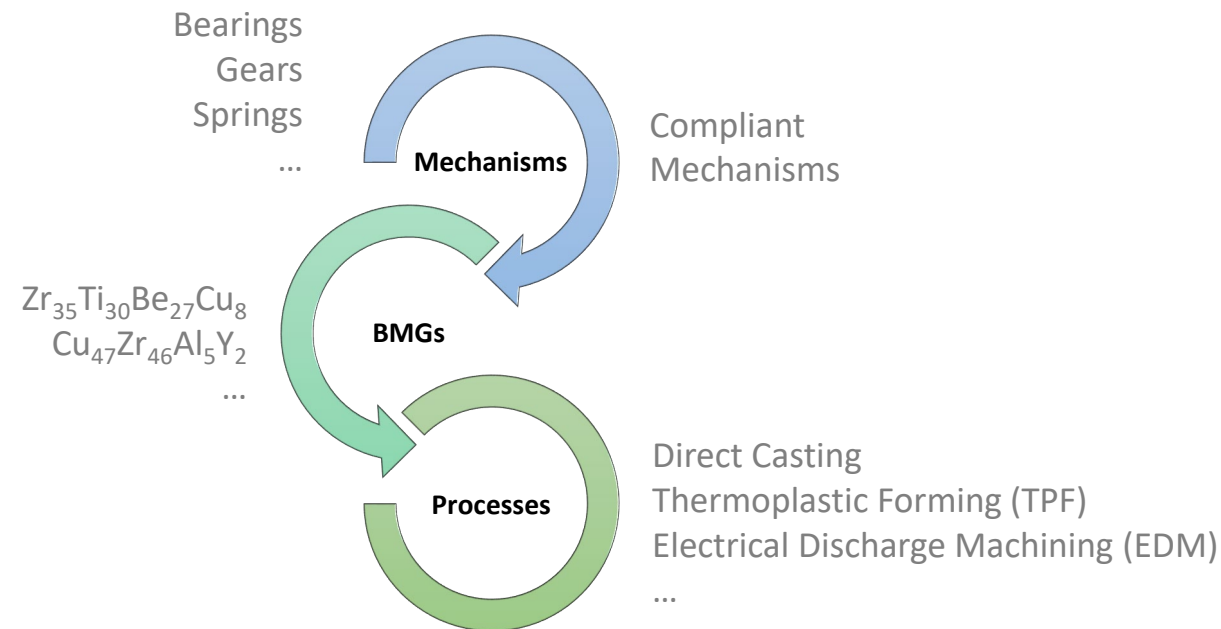 Bearings
Gears
Springs
...
Mechanisms
Compliant
Mechanisms
Zr₃₅Ti₃₀Be₂₇Cu₈
Cu₄₇Zr₄₆Al₅Y₂
...
BMGs
Processes
Direct Casting
Thermoplastic Forming (TPF)
Electrical Discharge Machining (EDM)
...